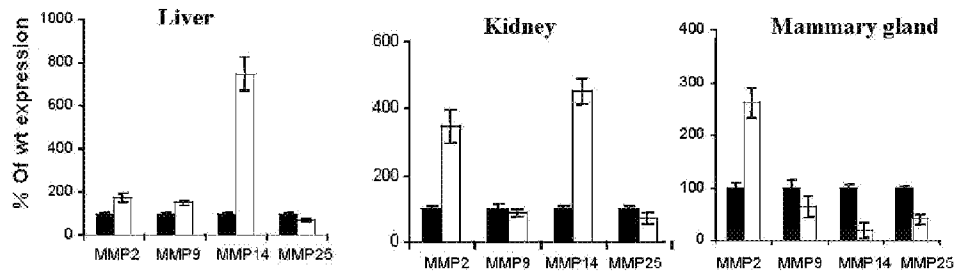 Liver
Kidney
Mammary gland
% Of wt expression
1000
800
600
400
200
0
MMP2 MMP9 MMP14 MMP25
600
400
200
0
MMP2 MMP9 MMP14 MMP25
400
300
200
100
0
MMP2 MMP9 MMP14 MMP25